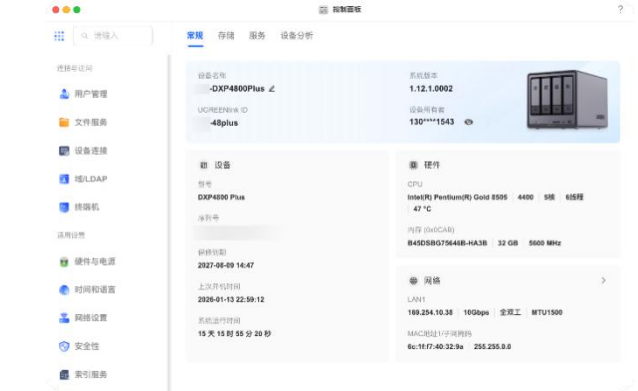 控制面板
?
请输入
常规 存储 服务 设备分析
连接与访问
用户管理
文件服务
设备连接
域/LDAP
终端机
通用设置
硬件与电源
时间和语言
网络设置
安全性
索引服务
设备名称
-DXP4800Plus
UGREENlink ID
-48plus
系统版本
1.12.1.0002
设备所有者
130****1543
设备
型号
DXP4800 Plus
序列号
保修到期
2027-08-09 14:47
上次开机时间
2026-01-13 22:59:12
系统运行时间
15 天 15 时 55 分 20 秒
硬件
CPU
Intel(R) Pentium(R) Gold 8505 4400 5核 6线程
47 °C
内存 (0x0CAB)
B45DSBG75646B-HA3B 32 GB 5600 MHz
网络
LAN1
169.254.10.38 10Gbps 全双工 MTU1500
MAC地址1/子网掩码
6c:1f:f7:40:32:9a 255.255.0.0